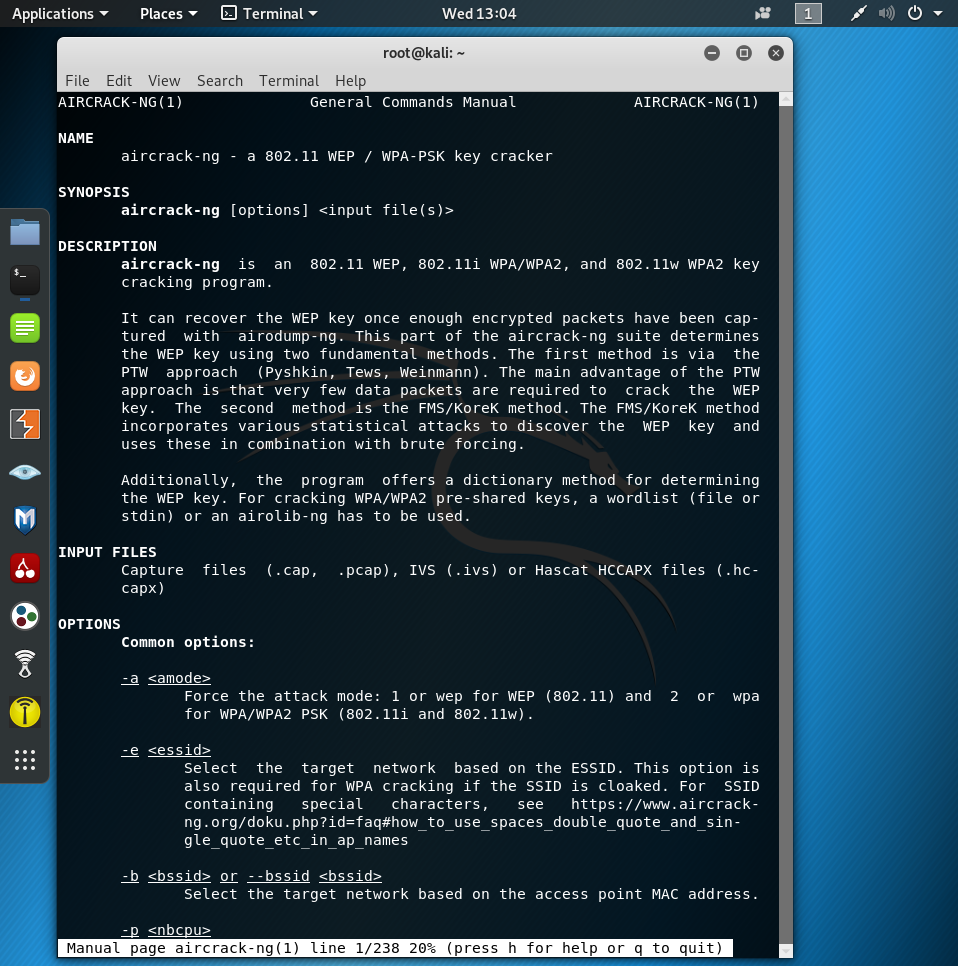 Applications Places Terminal Wed 13:04 1
root@kali: ~
File Edit View Search Terminal Help
AIRCRACK-NG(1) General Commands Manual AIRCRACK-NG(1)
NAME
aircrack-ng - a 802.11 WEP / WPA-PSK key cracker
SYNOPSIS
aircrack-ng [options] <input file(s)>
DESCRIPTION
aircrack-ng is an 802.11 WEP, 802.11i WPA/WPA2, and 802.11w WPA2 key
cracking program.
It can recover the WEP key once enough encrypted packets have been cap-
tured with airodump-ng. This part of the aircrack-ng suite determines
the WEP key using two fundamental methods. The first method is via the
PTW approach (Pyshkin, Tews, Weinmann). The main advantage of the PTW
approach is that very few data packets are required to crack the WEP
key. The second method is the FMS/KoreK method. The FMS/KoreK method
incorporates various statistical attacks to discover the WEP key and
uses these in combination with brute forcing.
Additionally, the program offers a dictionary method for determining
the WEP key. For cracking WPA/WPA2 pre-shared keys, a wordlist (file or
stdin) or an airolib-ng has to be used.
INPUT FILES
Capture files (.cap, .pcap), IVS (.ivs) or Hascat HCCAPX files (.hc-
capx)
OPTIONS
Common options:
-a <amode>
Force the attack mode: 1 or wep for WEP (802.11) and 2 or wpa
for WPA/WPA2 PSK (802.11i and 802.11w).
-e <essid>
Select the target network based on the ESSID. This option is
also required for WPA cracking if the SSID is cloaked. For SSID
containing special characters, see https://www.aircrack-
ng.org/doku.php?id=faq#how_to_use_spaces_double_quote_and_sin-
gle_quote_etc_in_ap_names
-b <bssid> or --bssid <bssid>
Select the target network based on the access point MAC address.
-p <nbcpu>
Manual page aircrack-ng(1) line 1/238 20% (press h for help or q to quit)
$_